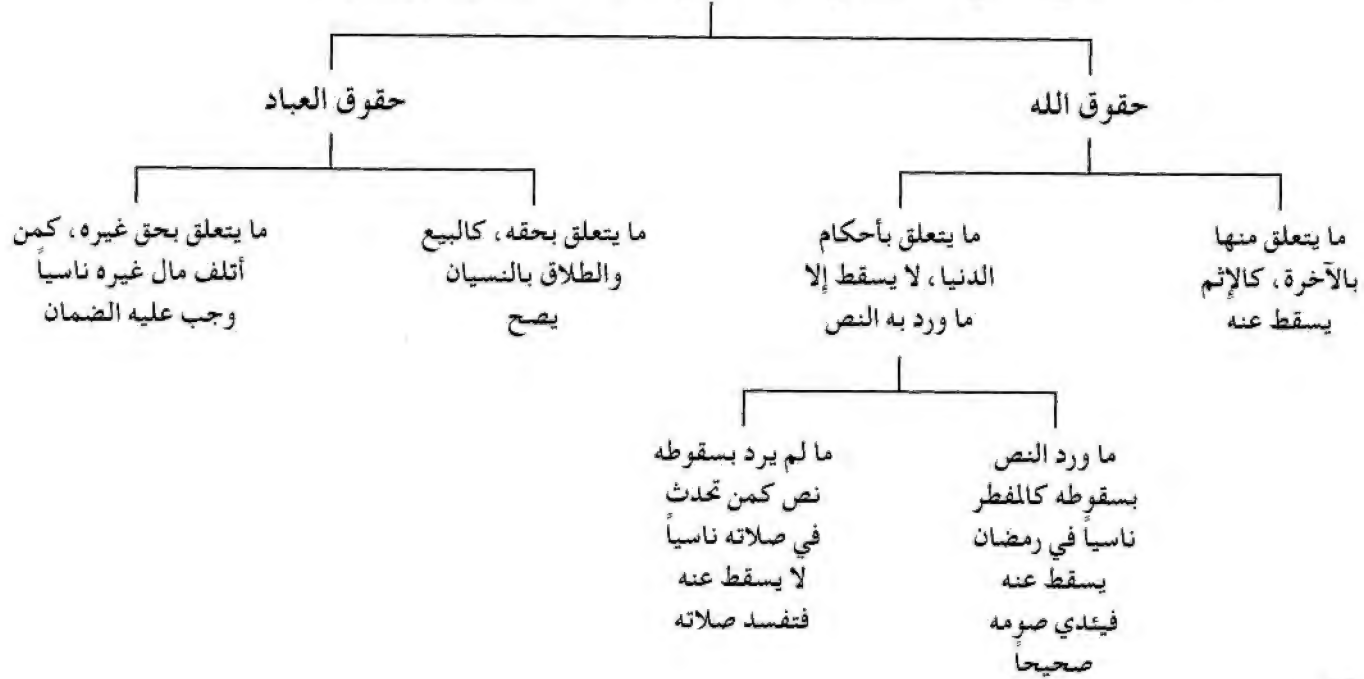 حقوق الله
حقوق العباد
ما يتعلق منها
بالآخرة، كالإثم
يسقط عنه
ما يتعلق بأحكام
الدنيا، لا يسقط إلا
ما ورد به النص
ما يتعلق بحقه، كالبيع
والطلاق بالنسيان
يصح
ما يتعلق بحق غيره، كمن
أتلف مال غيره ناسياً
وجب عليه الضمان
ما ورد النص
بسقوطه كالمفطر
ناسياً في رمضان
يسقط عنه
فيئدي صومه
صحيحاً
ما لم يرد بسقوطه
نص كمن تحدث
في صلاته ناسياً
لا يسقط عنه
فتفسد صلاته